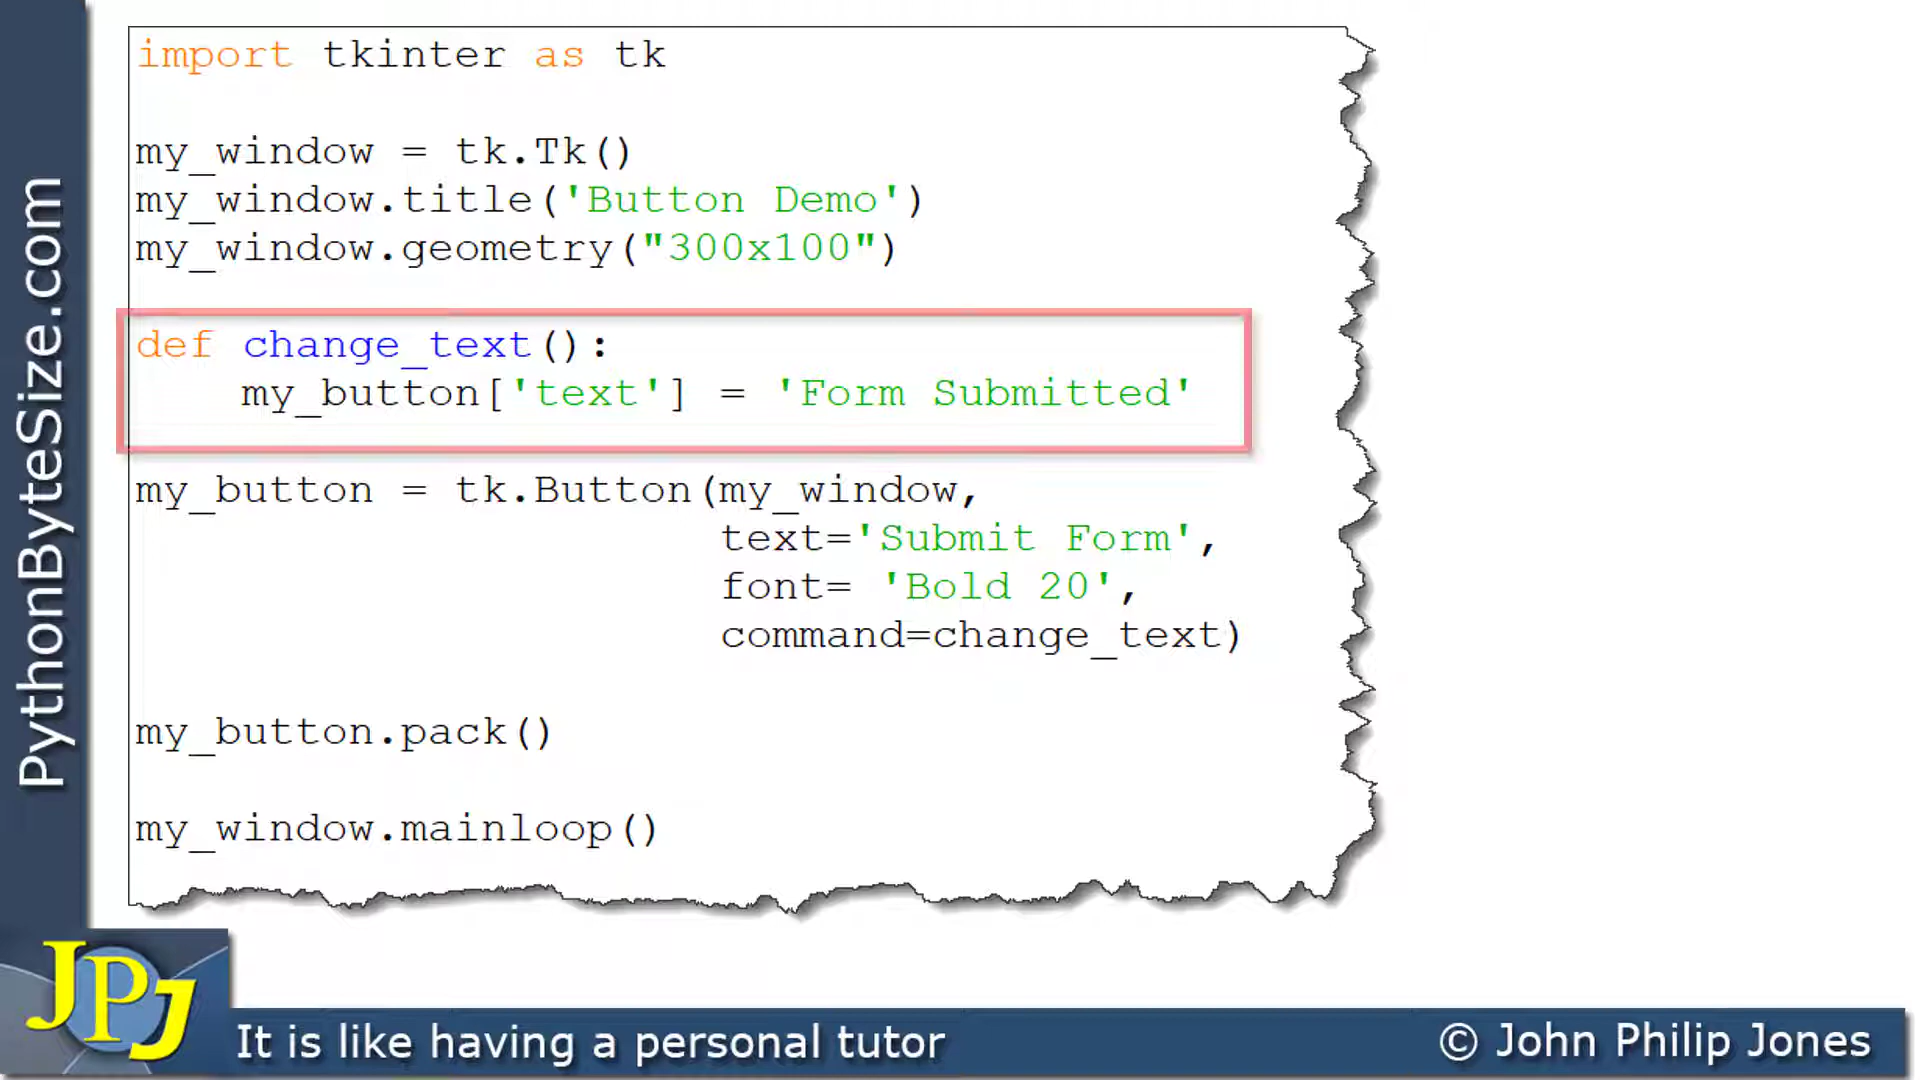 PythonByteSize.com
import tkinter as tk
my_window = tk.Tk()
my_window.title('Button Demo')
my_window.geometry("300x100")
def change_text():
    my_button['text'] = 'Form Submitted'
my_button = tk.Button(my_window,
                      text='Submit Form',
                      font= 'Bold 20',
                      command=change_text)
my_button.pack()
my_window.mainloop()
JPJ
It is like having a personal tutor
© John Philip Jones